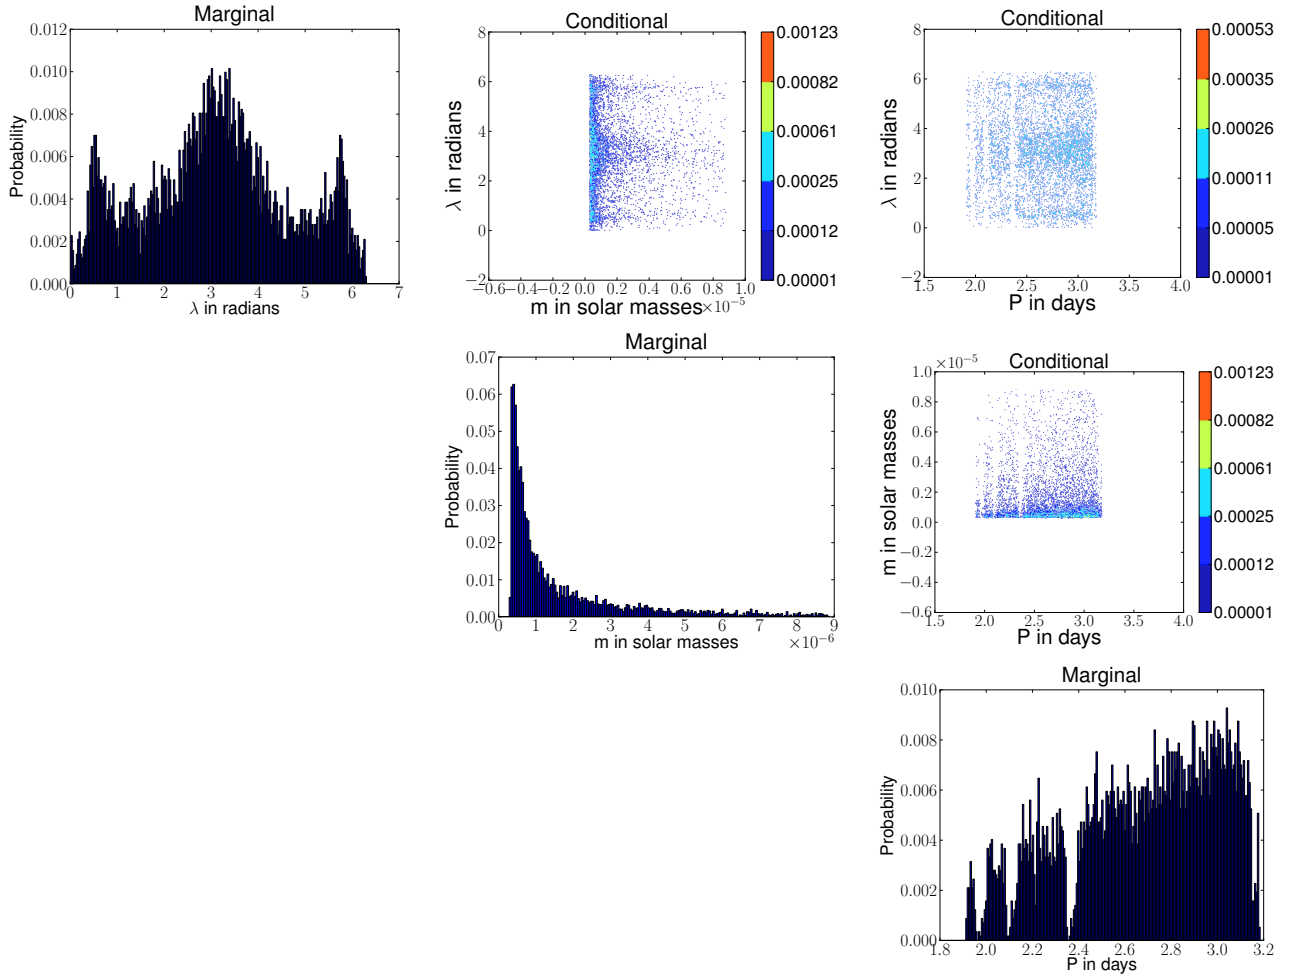 Marginal
0.012
0.010
0.008
0.006
0.004
0.002
0.000
Probability
0 1 2 3 4 5 6 7
λ in radians
Conditional
8
6
4
2
0
−2
λ in radians
−0.6−0.4−0.2 0.0 0.2 0.4 0.6 0.8 1.0
m in solar masses ×10⁻⁵
0.00123
0.00082
0.00061
0.00025
0.00012
0.00001
Conditional
8
6
4
2
0
−2
λ in radians
1.5 2.0 2.5 3.0 3.5 4.0
P in days
0.00053
0.00035
0.00026
0.00011
0.00005
0.00001
Marginal
0.07
0.06
0.05
0.04
0.03
0.02
0.01
0.00
Probability
0 1 2 3 4 5 6 7 8 9
m in solar masses ×10⁻⁶
Conditional
×10⁻⁵
1.0
0.8
0.6
0.4
0.2
0.0
−0.2
−0.4
−0.6
m in solar masses
1.5 2.0 2.5 3.0 3.5 4.0
P in days
0.00123
0.00082
0.00061
0.00025
0.00012
0.00001
Marginal
0.010
0.008
0.006
0.004
0.002
0.000
Probability
1.8 2.0 2.2 2.4 2.6 2.8 3.0 3.2
P in days